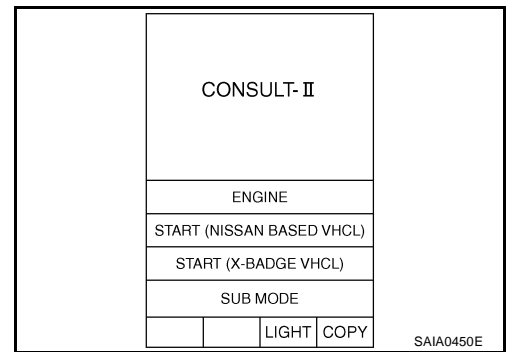 CONSULT-II
ENGINE
START (NISSAN BASED VHCL)
START (X-BADGE VHCL)
SUB MODE
LIGHT COPY
SAIA0450E